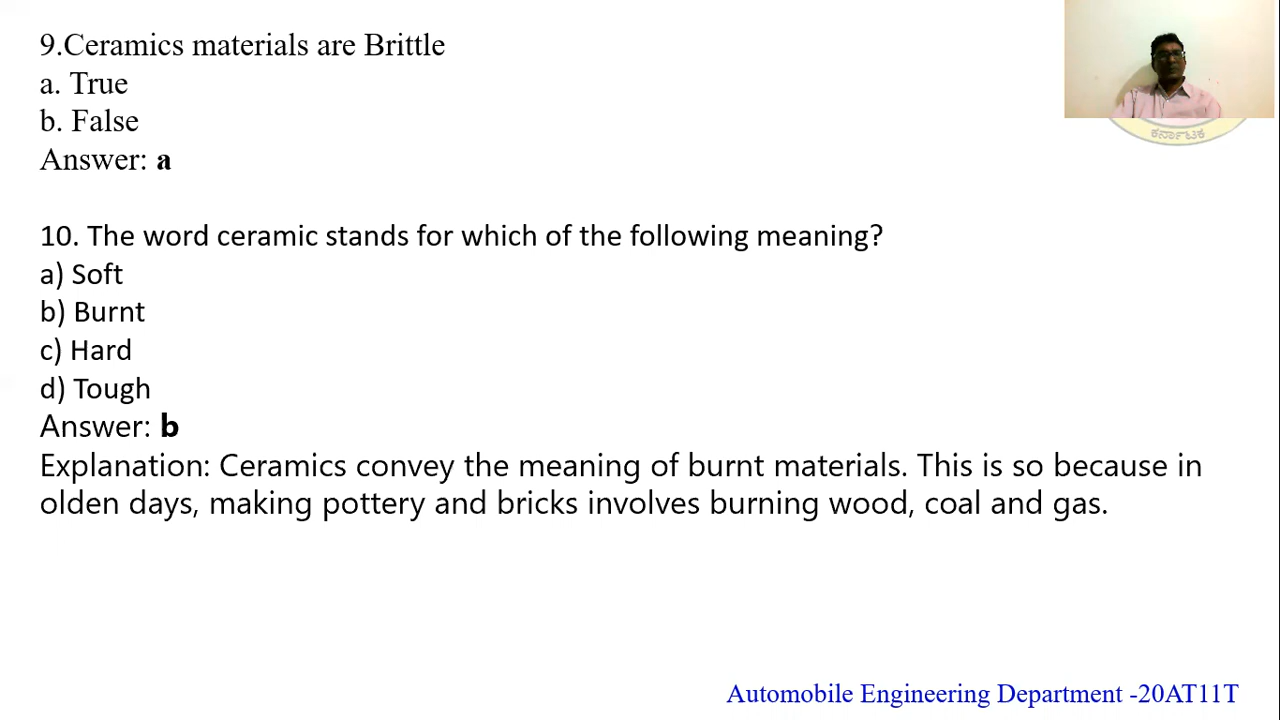 9.Ceramics materials are Brittle
a. True
b. False
Answer: a
ಕರ್ನಾಟಕ
10. The word ceramic stands for which of the following meaning?
a) Soft
b) Burnt
c) Hard
d) Tough
Answer: b
Explanation: Ceramics convey the meaning of burnt materials. This is so because in
olden days, making pottery and bricks involves burning wood, coal and gas.
Automobile Engineering Department -20AT11T